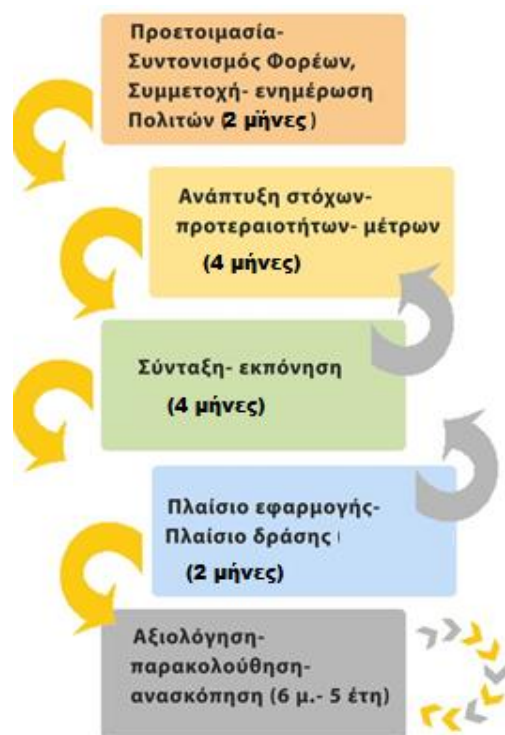 Προετοιμασία-
Συντονισμός Φορέων,
Συμμετοχή- ενημέρωση
Πολιτών (2 μήνες)
Ανάπτυξη στόχων-
προτεραιοτήτων- μέτρων
(4 μήνες)
Σύνταξη- εκπόνηση
(4 μήνες)
Πλαίσιο εφαρμογής-
Πλαίσιο δράσης
(2 μήνες)
Αξιολόγηση-
παρακολούθηση-
ανασκόπηση (6 μ.- 5 έτη)